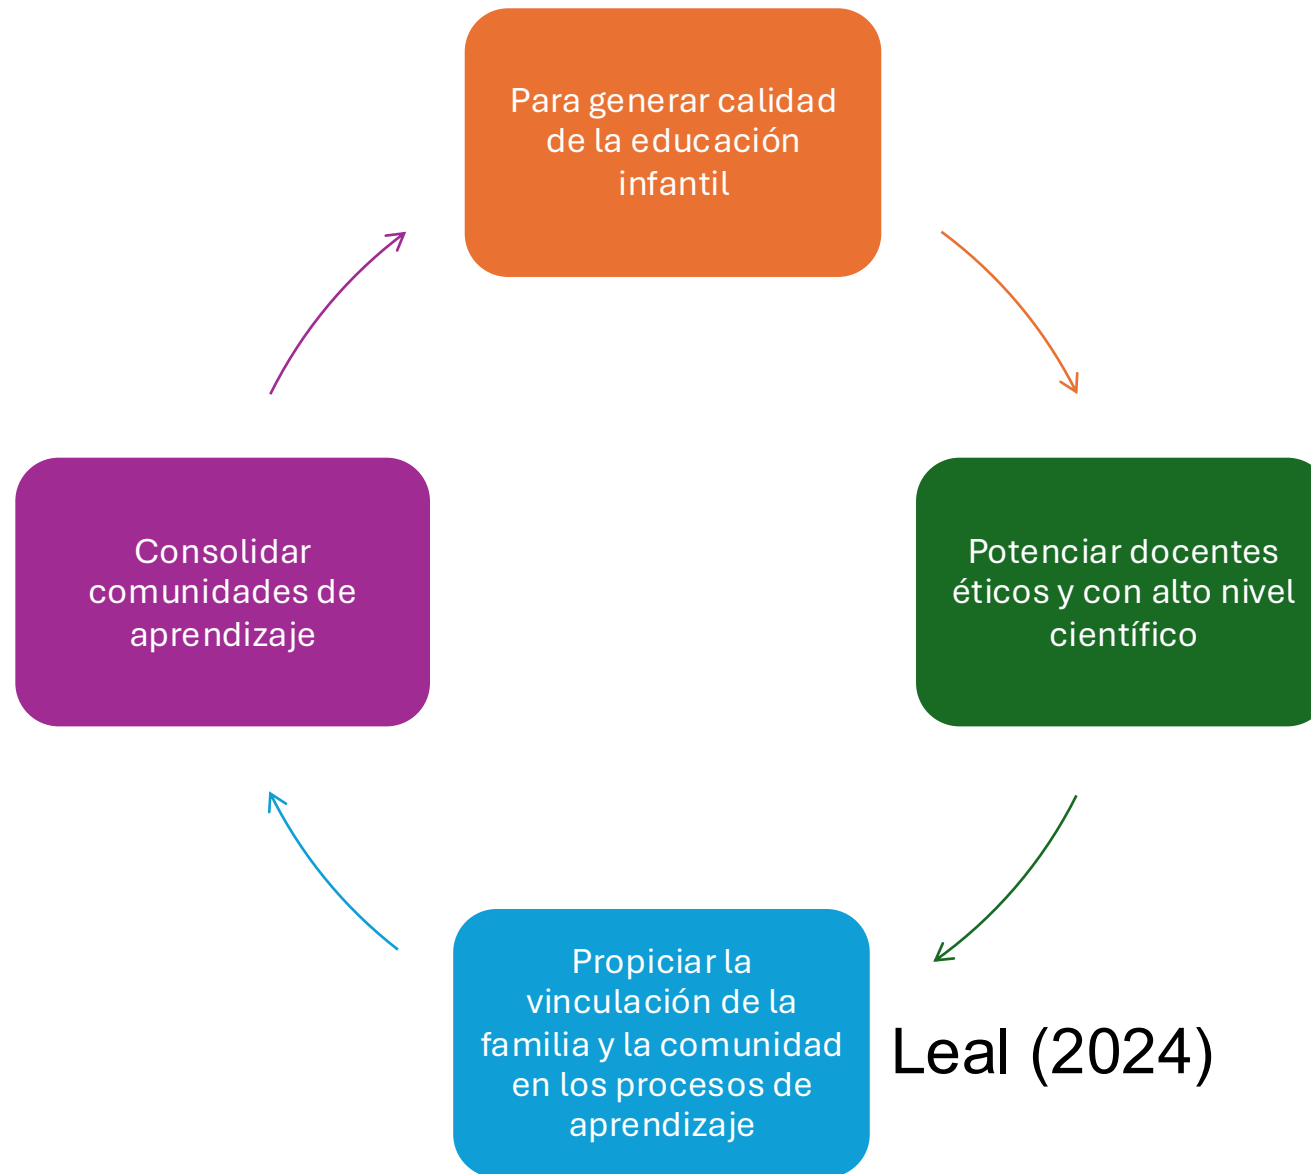 Para generar calidad
de la educación
infantil
Potenciar docentes
éticos y con alto nivel
científico
Propiciar la
vinculación de la
familia y la comunidad
en los procesos de
aprendizaje
Leal (2024)
Consolidar
comunidades de
aprendizaje